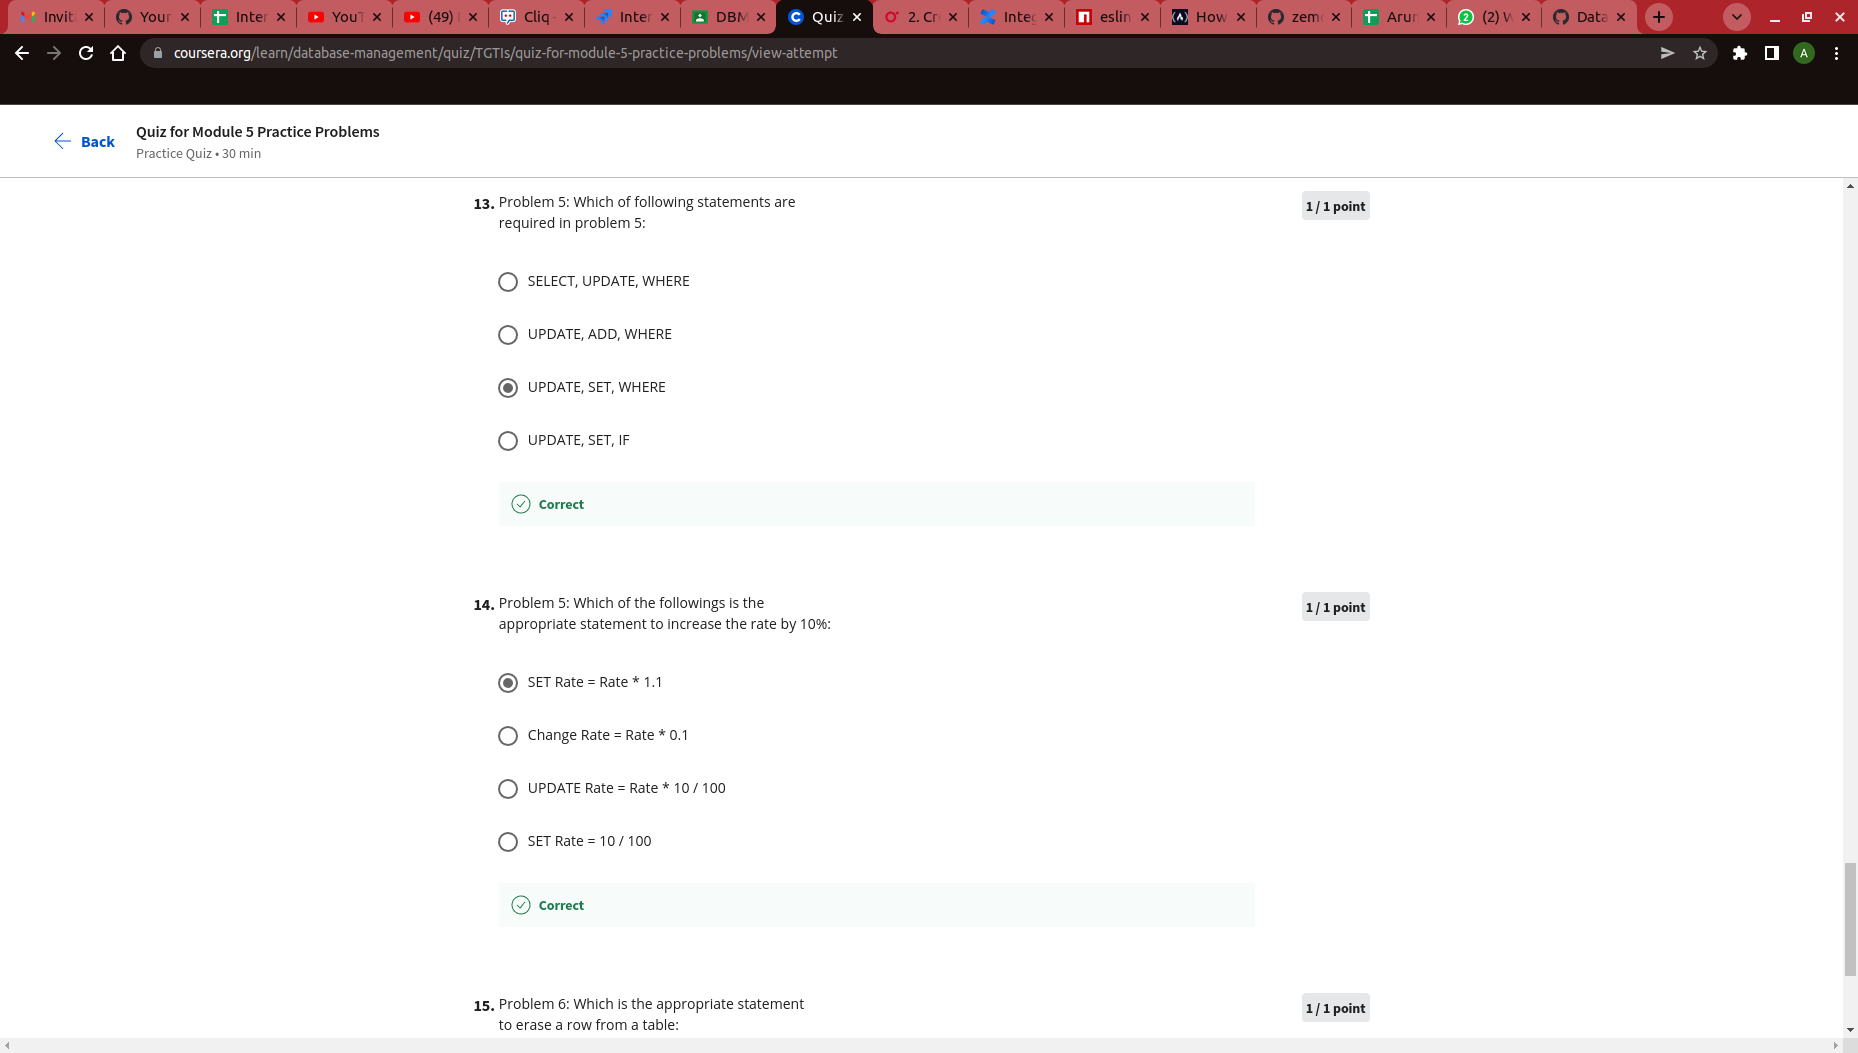 Invit
Your
Inter
YouT
(49)
Cliq
Inter
DBM
Quiz
2. Cr
Integ
eslin
How
zem
Arun
(2) W
Data
coursera.org/learn/database-management/quiz/TGTIs/quiz-for-module-5-practice-problems/view-attempt
A
Back
Quiz for Module 5 Practice Problems
Practice Quiz • 30 min
13. Problem 5: Which of following statements are
required in problem 5:
1 / 1 point
SELECT, UPDATE, WHERE
UPDATE, ADD, WHERE
UPDATE, SET, WHERE
UPDATE, SET, IF
Correct
14. Problem 5: Which of the followings is the
appropriate statement to increase the rate by 10%:
1 / 1 point
SET Rate = Rate * 1.1
Change Rate = Rate * 0.1
UPDATE Rate = Rate * 10 / 100
SET Rate = 10 / 100
Correct
15. Problem 6: Which is the appropriate statement
to erase a row from a table:
1 / 1 point